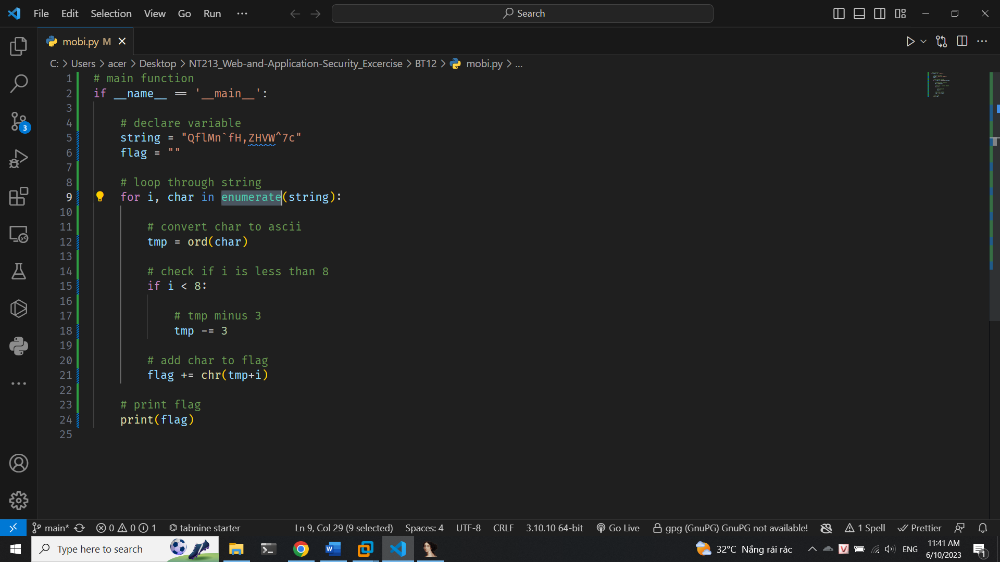 File Edit Selection View Go Run ··· Search
mobi.py M
C: > Users > acer > Desktop > NT213_Web-and-Application-Security_Excercise > BT12 > mobi.py > ...
1 # main function
2 if __name__ == '__main__':
3
4 # declare variable
5 string = "QflMn`fH,ZHVW^7c"
6 flag = ""
7
8 # loop through string
9 for i, char in enumerate(string):
10
11 # convert char to ascii
12 tmp = ord(char)
13
14 # check if i is less than 8
15 if i < 8:
16
17 # tmp minus 3
18 tmp -= 3
19
20 # add char to flag
21 flag += chr(tmp+i)
22
23 # print flag
24 print(flag)
25
3
main* 0 0 1 tabnine starter Ln 9, Col 29 (9 selected) Spaces: 4 UTF-8 CRLF 3.10.10 64-bit Go Live gpg (GnuPG) GnuPG not available! 1 Spell Prettier
Type here to search 32°C Nắng rải rác V ENG 11:41 AM
6/10/2023 1